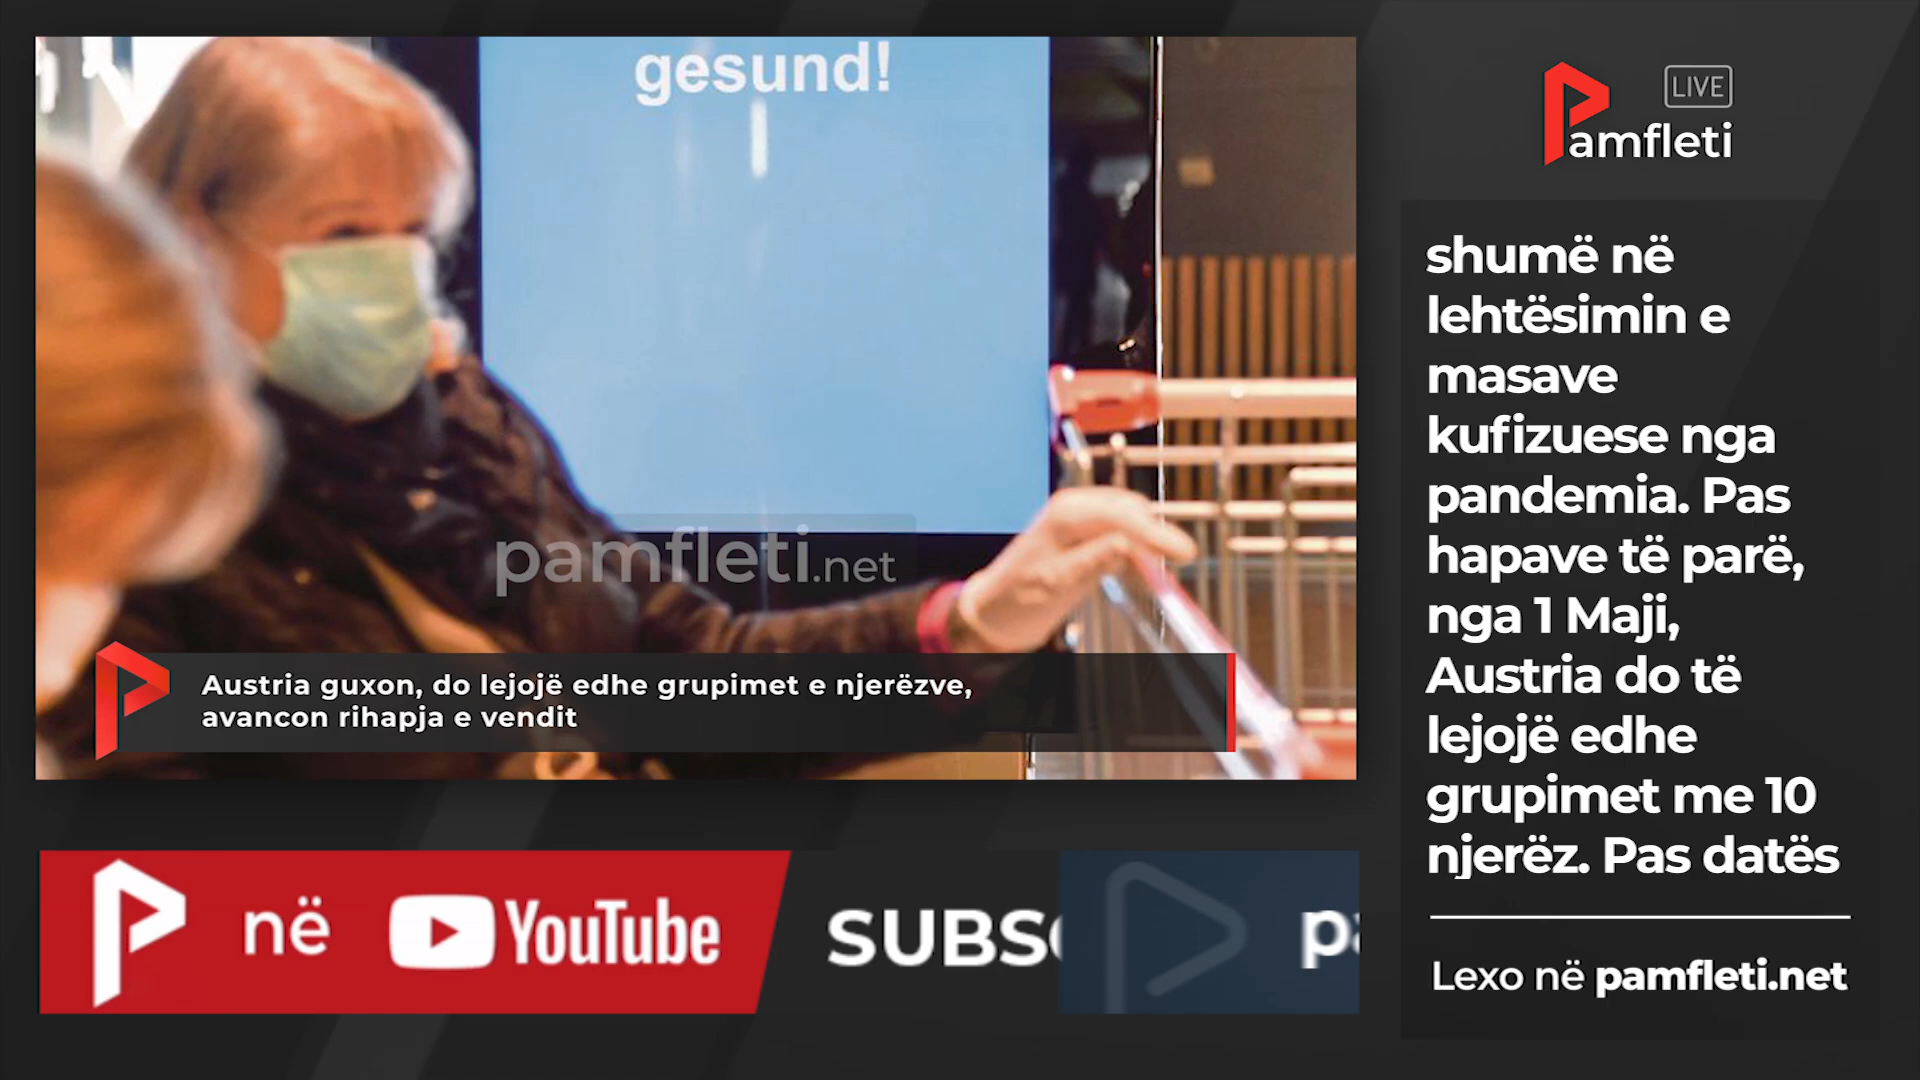 gesund!
pamfleti.net
Austria guxon, do lejojë edhe grupimet e njerëzve,
avancon rihapja e vendit
në YouTube
SUBS
LIVE
Pamfleti
shumë në
lehtësimin e
masave
kufizuese nga
pandemia. Pas
hapave të parë,
nga 1 Maji,
Austria do të
lejojë edhe
grupimet me 10
njerëz. Pas datës
Lexo në pamfleti.net